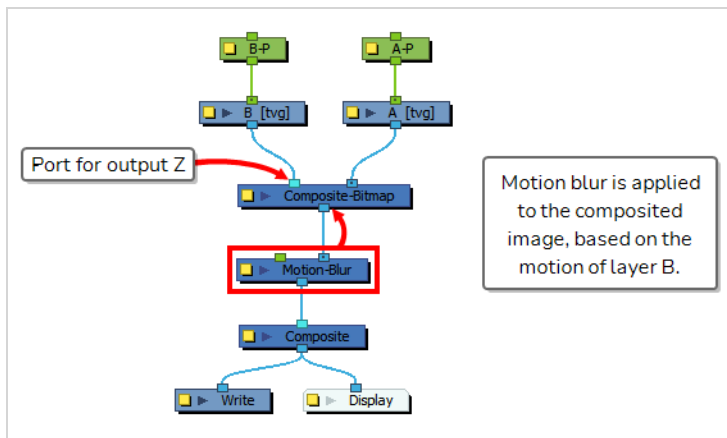 B-P
A-P
B [tvg]
A [tvg]
Port for output Z
Composite-Bitmap
Motion blur is applied
to the composited
image, based on the
motion of layer B.
Motion-Blur
Composite
Write
Display